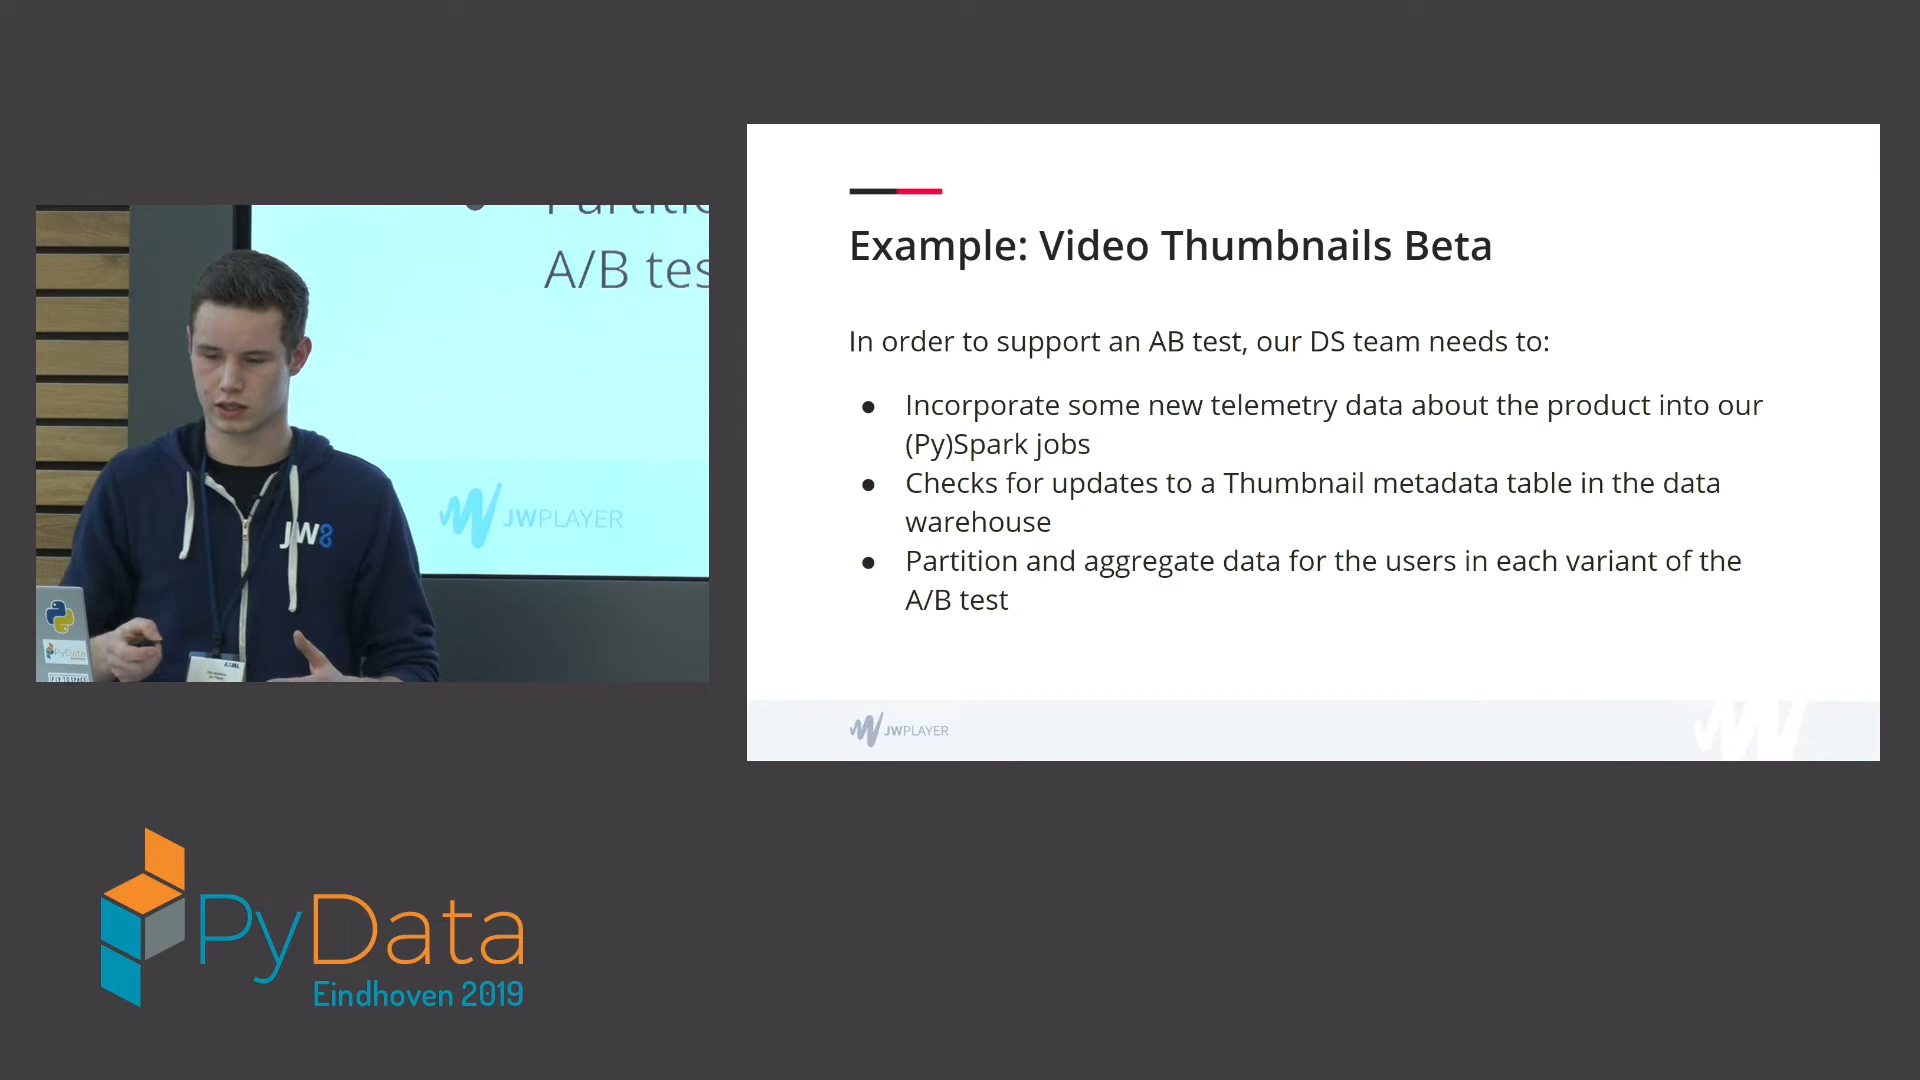 A/B tes
JWPLAYER
JW8
PyData
Example: Video Thumbnails Beta
In order to support an AB test, our DS team needs to:
● Incorporate some new telemetry data about the product into our
(Py)Spark jobs
● Checks for updates to a Thumbnail metadata table in the data
warehouse
● Partition and aggregate data for the users in each variant of the
A/B test
JWPLAYER
PyData
Eindhoven 2019